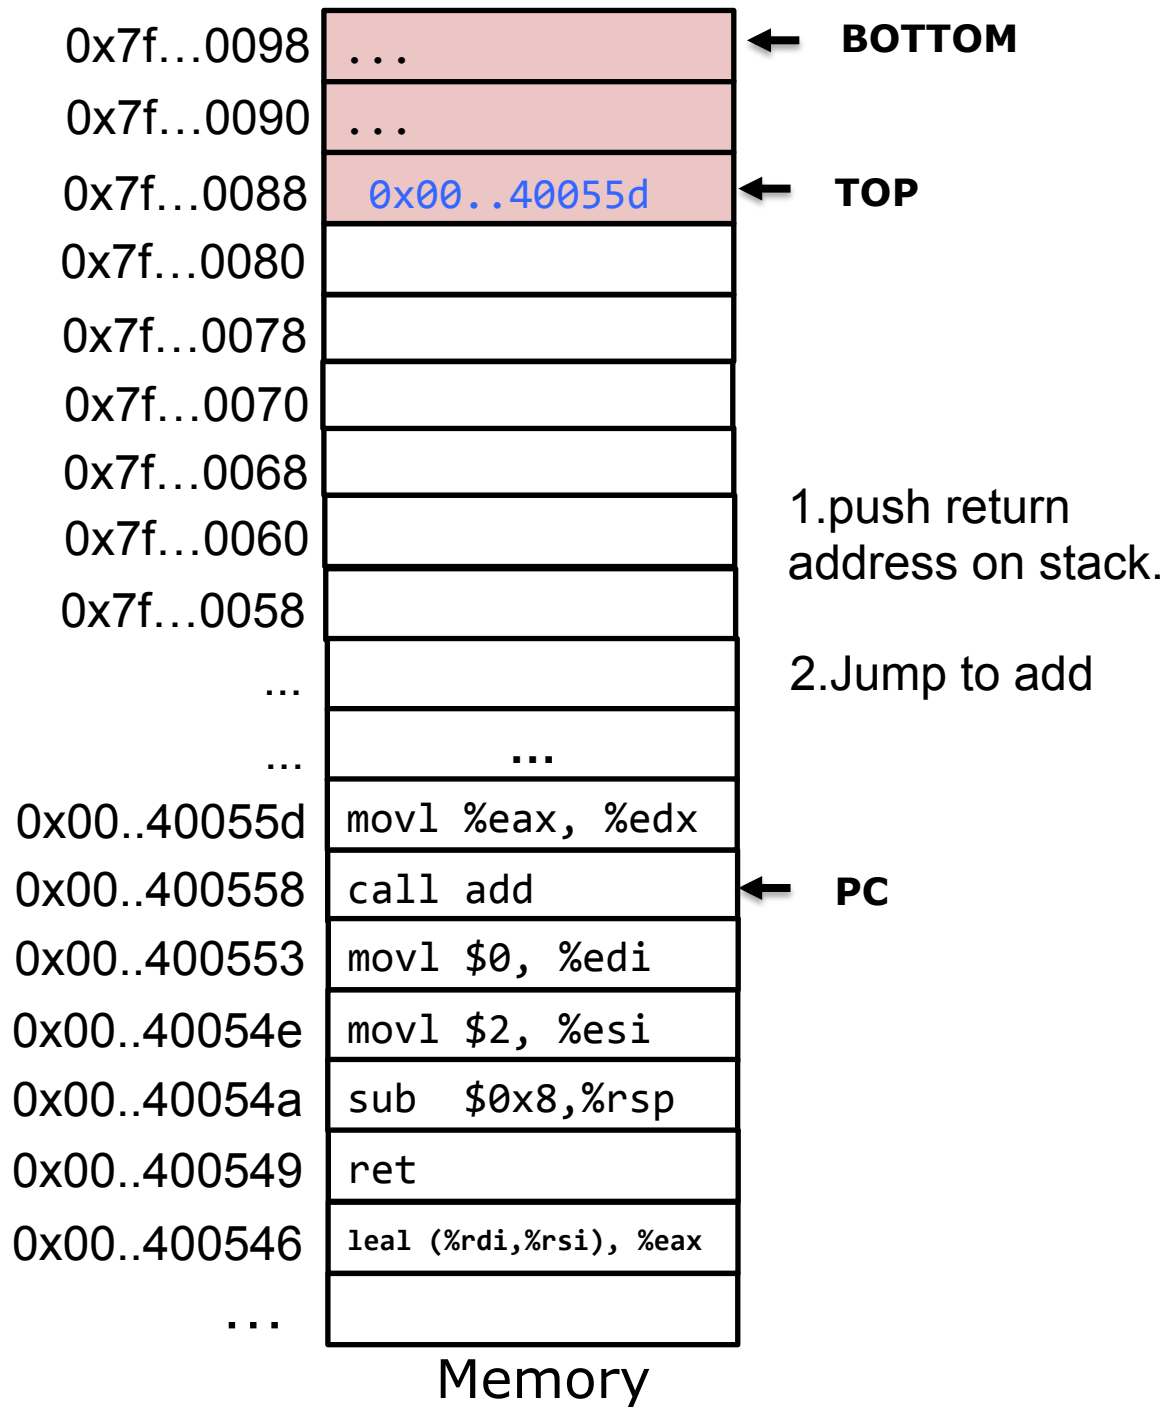 0x7f…0098 ... BOTTOM
0x7f…0090 ...
0x7f…0088 0x00..40055d TOP
0x7f…0080
0x7f…0078
0x7f…0070
0x7f…0068
0x7f…0060
0x7f…0058
1.push return
address on stack.
2.Jump to add
...
... ...
0x00..40055d movl %eax, %edx
0x00..400558 call add PC
0x00..400553 movl $0, %edi
0x00..40054e movl $2, %esi
0x00..40054a sub  $0x8,%rsp
0x00..400549 ret
0x00..400546 leal (%rdi,%rsi), %eax
...
Memory